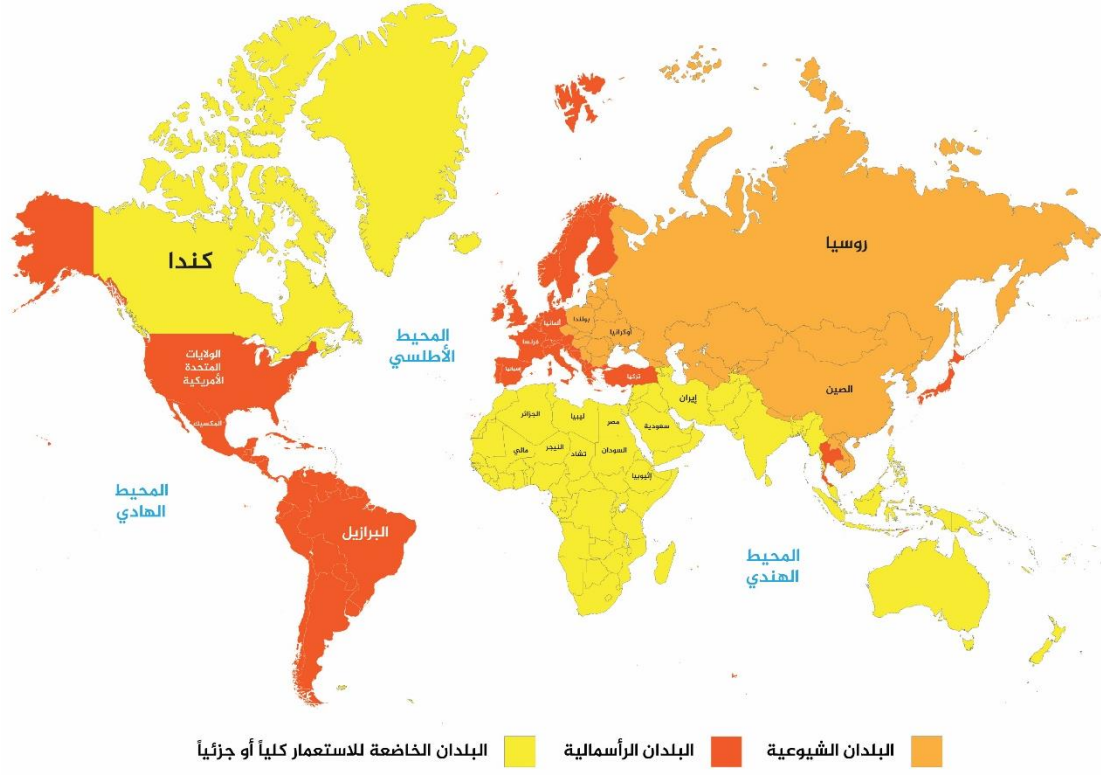 روسيا
كندا
المحيط
الأطلسي
الولايات
المتحدة
الأمريكية
المكسيك
ألمانيا
بولندا
أوكرانيا
فرنسا
إسبانيا
تركيا
الصين
إيران
الجزائر
ليبيا
مصر
سعودية
مالي
النيجر
تشاد
السودان
إثيوبيا
المحيط
الهادي
البرازيل
المحيط
الهندي
البلدان الشيوعية
البلدان الرأسمالية
البلدان الخاضعة للاستعمار كلياً أو جزئياً